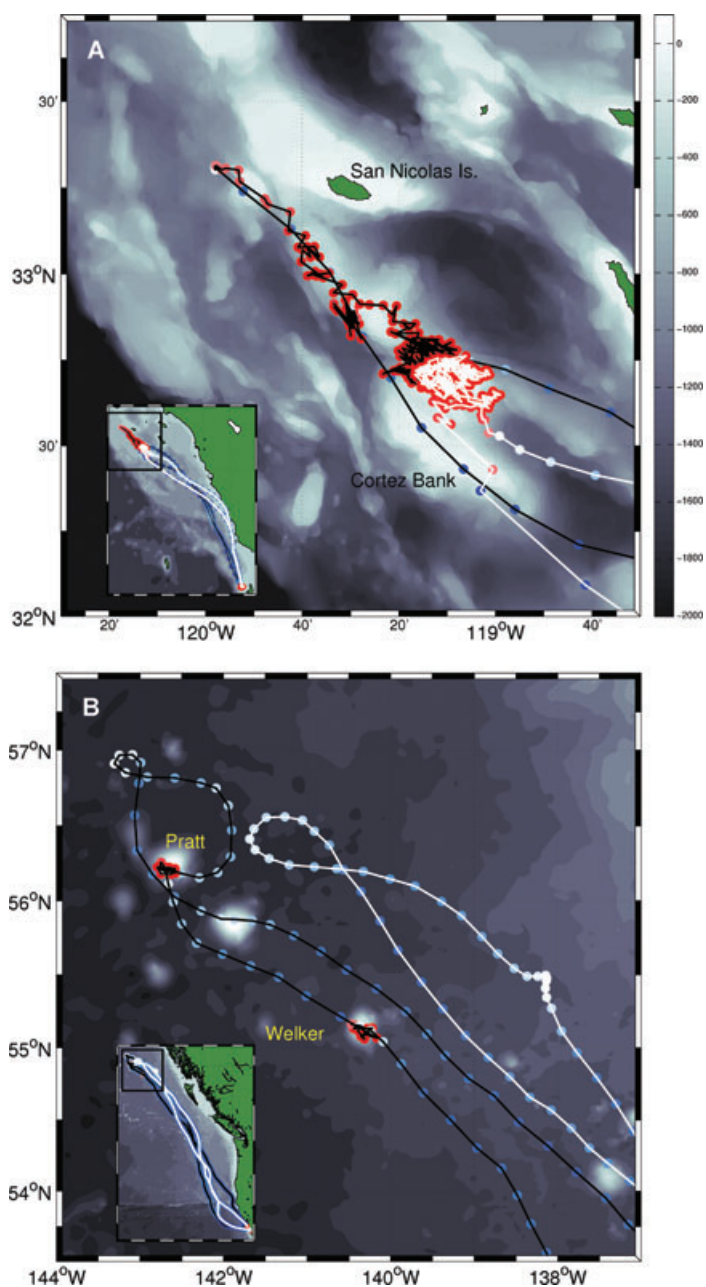 A
San Nicolas Is.
Cortez Bank
30'
33°N
30'
32°N
20'
120°W
40'
20'
119°W
40'
0
-200
-400
-600
-800
-1000
-1200
-1400
-1600
-1800
-2000
B
Pratt
Welker
57°N
56°N
55°N
54°N
144°W
142°W
140°W
138°W